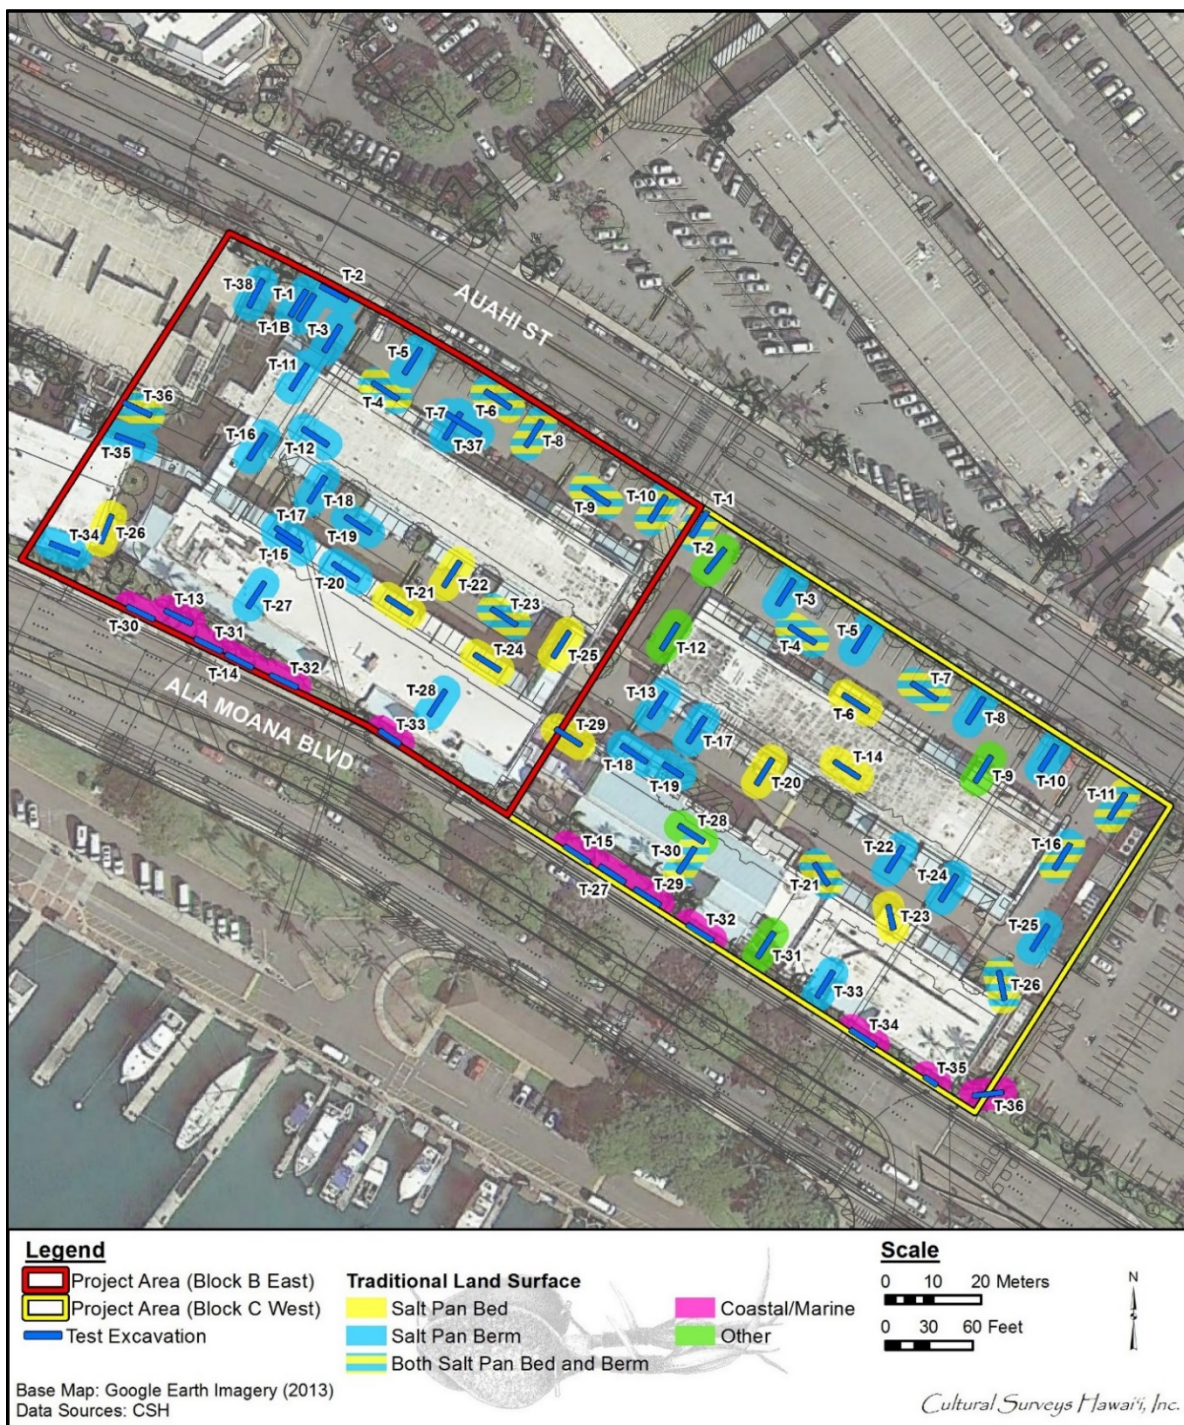 T-2
T-38
T-1
T-1B
T-3
AUAHI ST
T-5
T-11
T-4
T-36
T-6
T-7
T-8
T-37
T-16
T-12
T-35
T-18
T-9
T-10
T-1
T-17
T-26
T-19
T-34
T-15
T-2
T-20
T-22
T-27
T-21
T-3
T-13
T-23
T-30
T-31
T-4
T-5
T-12
T-24
T-25
T-14
T-32
T-7
T-28
T-13
T-6
T-8
T-33
T-29
T-17
ALA MOANA BLVD
T-18
T-14
T-10
T-19
T-20
T-9
T-11
T-28
T-15
T-30
T-16
T-22
T-21
T-24
T-27
T-29
T-23
T-32
T-25
T-31
T-26
T-33
T-34
T-35
T-36
Legend
Project Area (Block B East)
Project Area (Block C West)
Test Excavation
Traditional Land Surface
Salt Pan Bed
Salt Pan Berm
Both Salt Pan Bed and Berm
Coastal/Marine
Other
Scale
0 10 20 Meters
0 30 60 Feet
N
Base Map: Google Earth Imagery (2013)
Data Sources: CSH
Cultural Surveys Hawai'i, Inc.